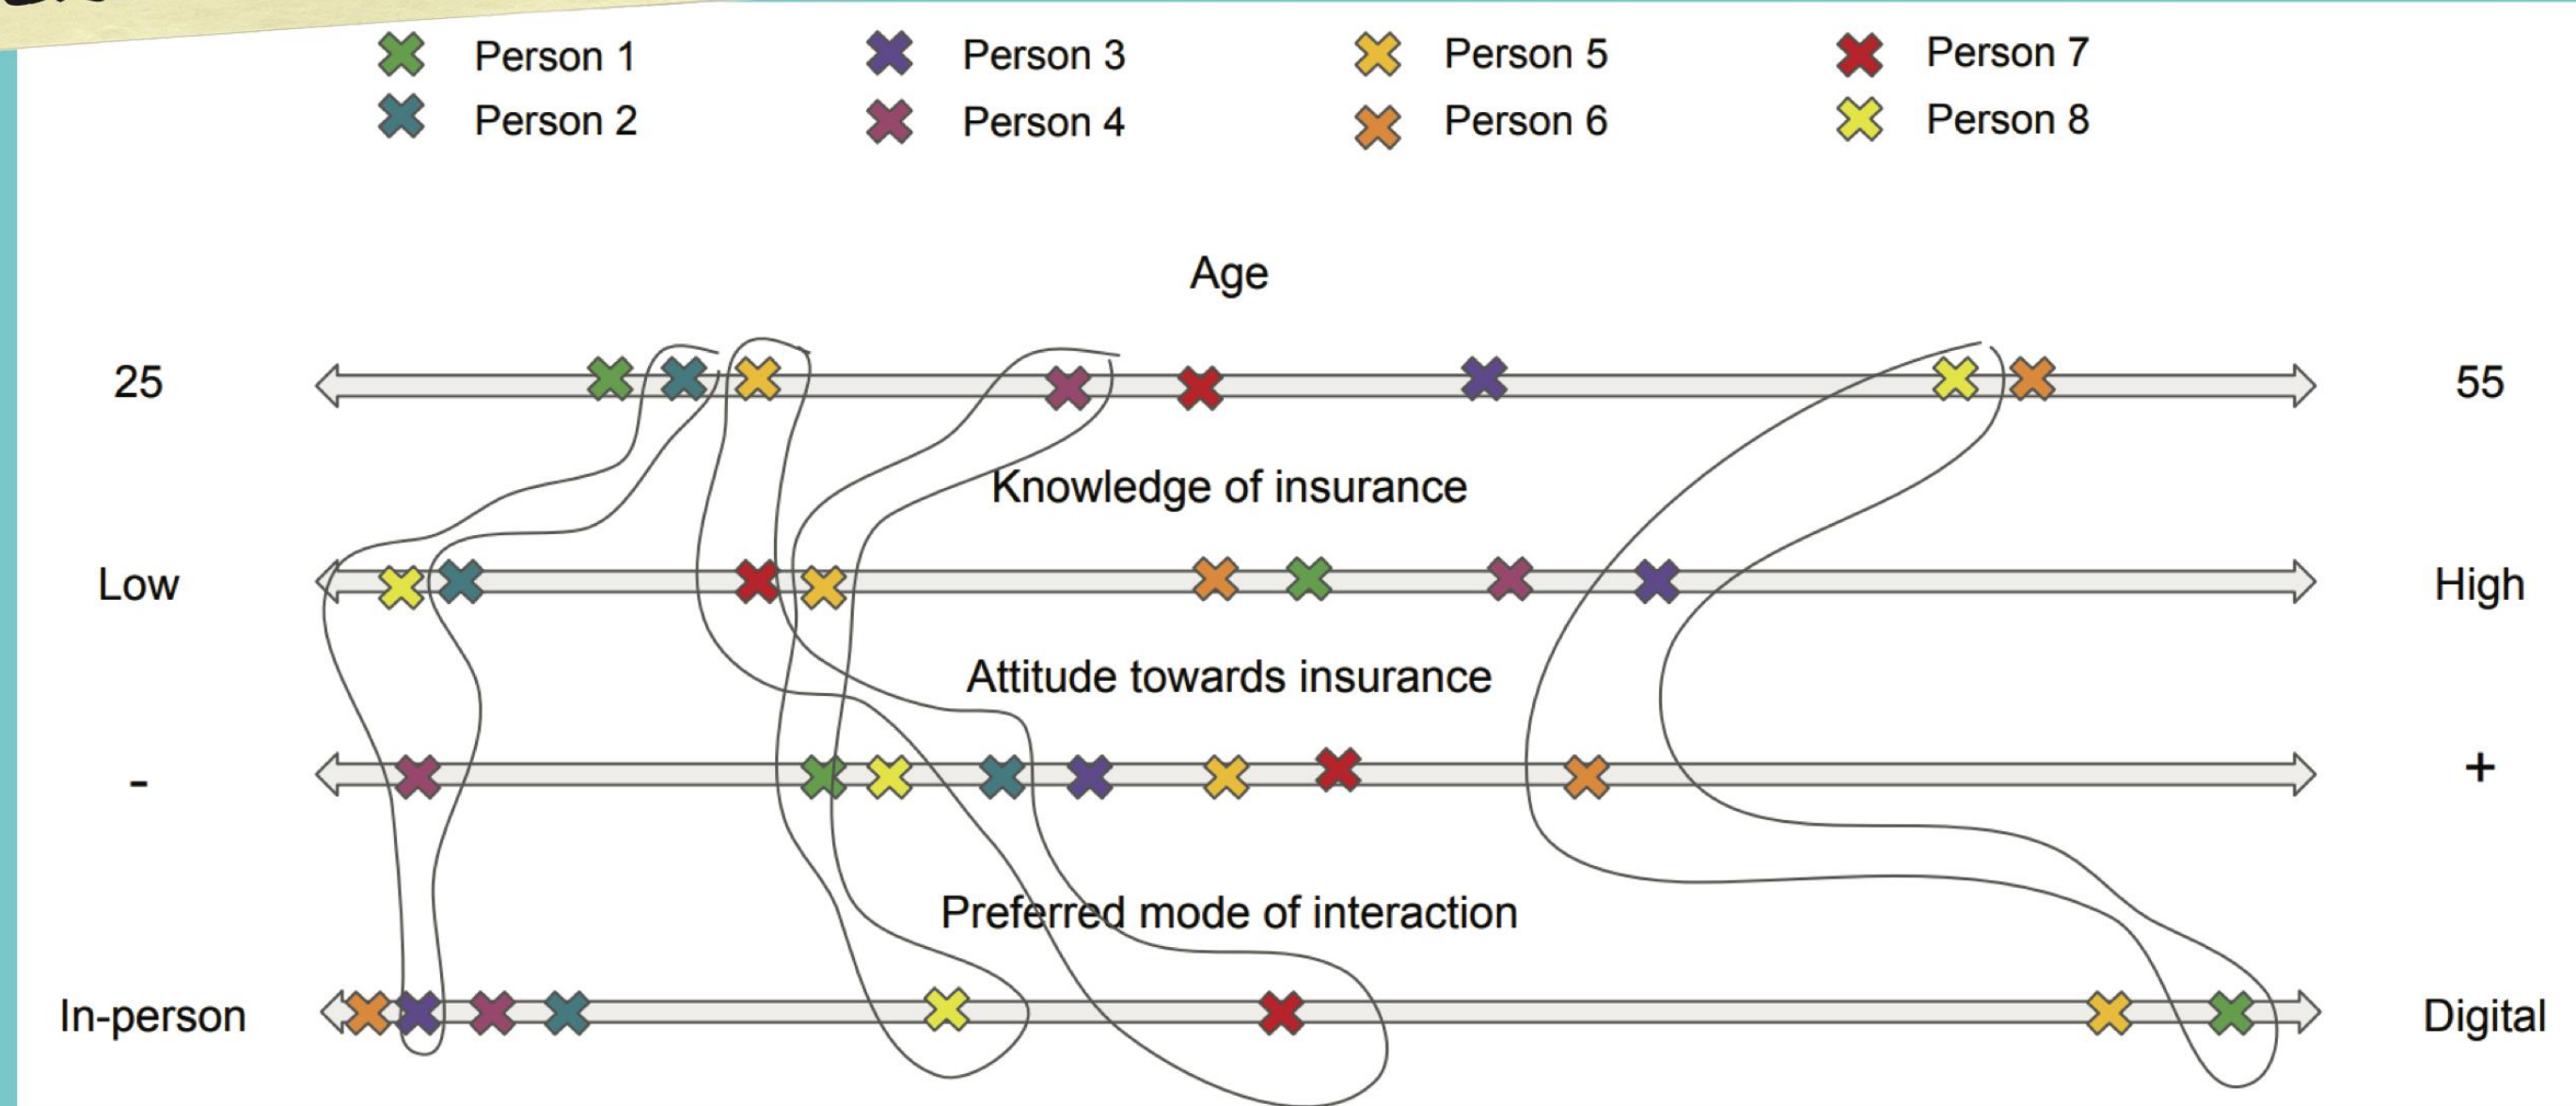 Person 1 Person 3 Person 5 Person 7
Person 2 Person 4 Person 6 Person 8
Age
25 55
Knowledge of insurance
Low High
Attitude towards insurance
- +
Preferred mode of interaction
In-person Digital